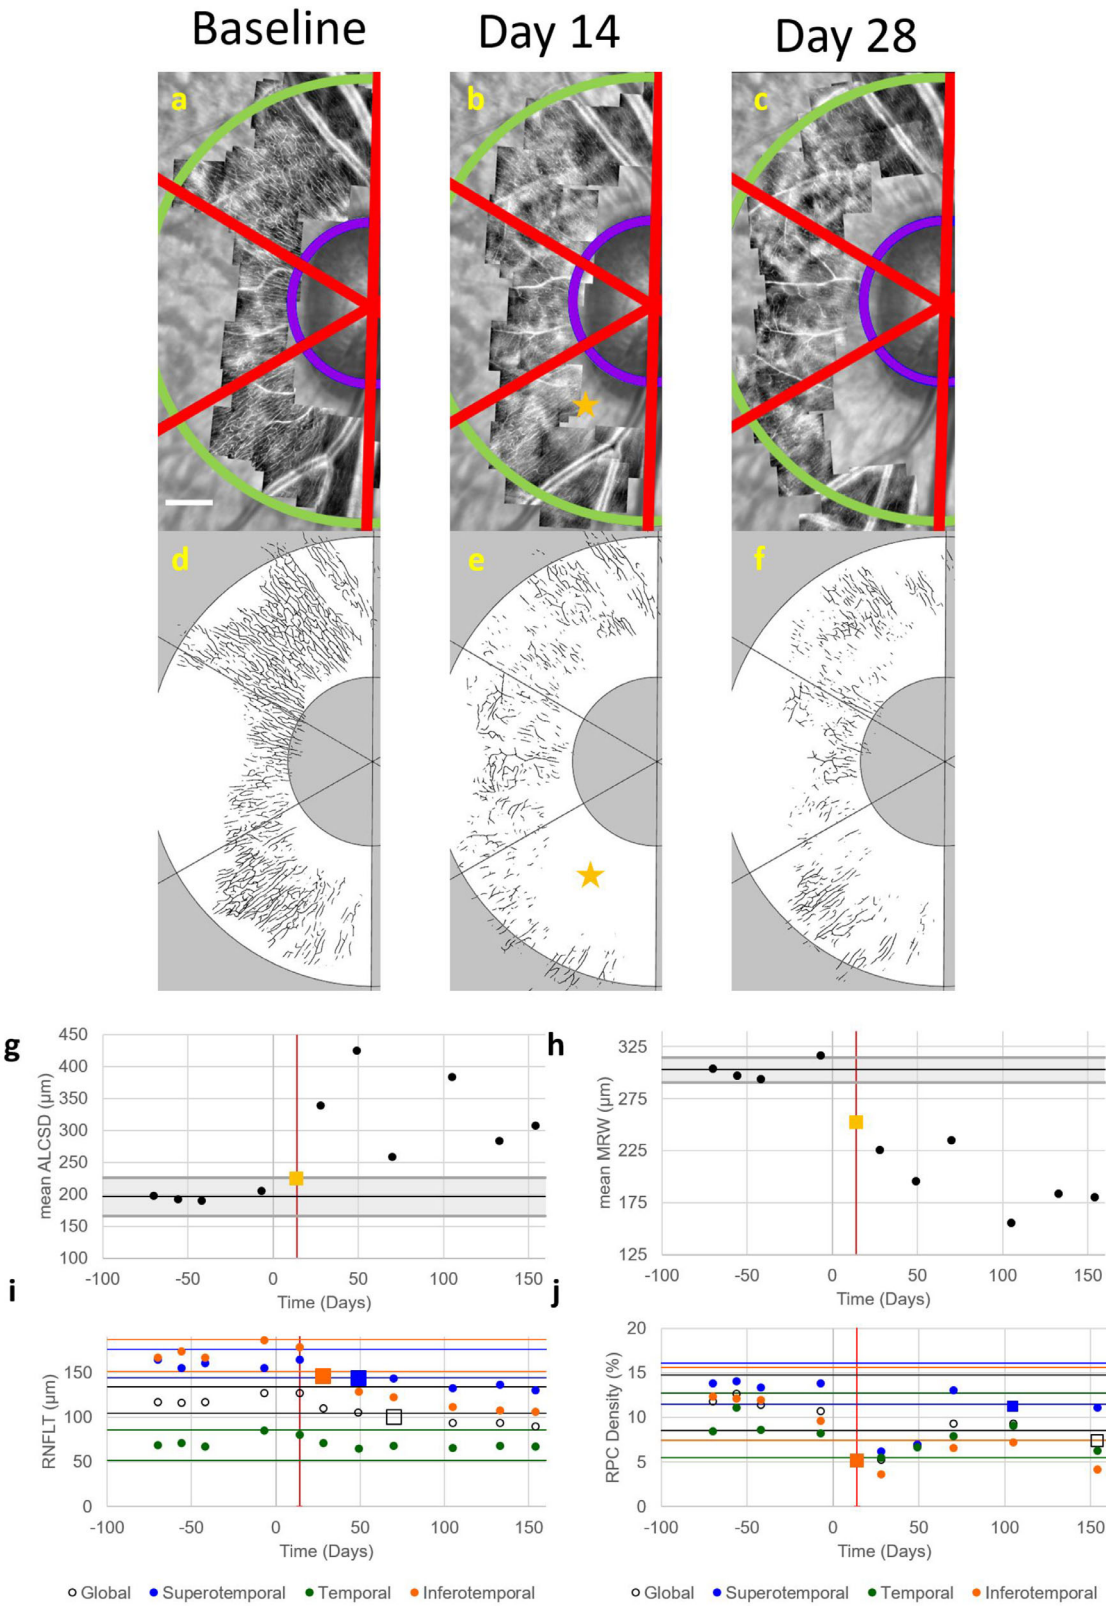 Baseline Day 14 Day 28
a b c
d e f
g
450
400
350
300
250
200
150
100
mean ALCSD (µm)
-100 -50 0 50 100 150
Time (Days)
h
325
275
225
175
125
mean MRW (µm)
-100 -50 0 50 100 150
Time (Days)
i
150
100
50
0
RNFLT (µm)
-100 -50 0 50 100 150
Time (Days)
Global Superotemporal Temporal Inferotemporal
j
20
15
10
5
0
RPC Density (%)
-100 -50 0 50 100 150
Time (Days)
Global Superotemporal Temporal Inferotemporal